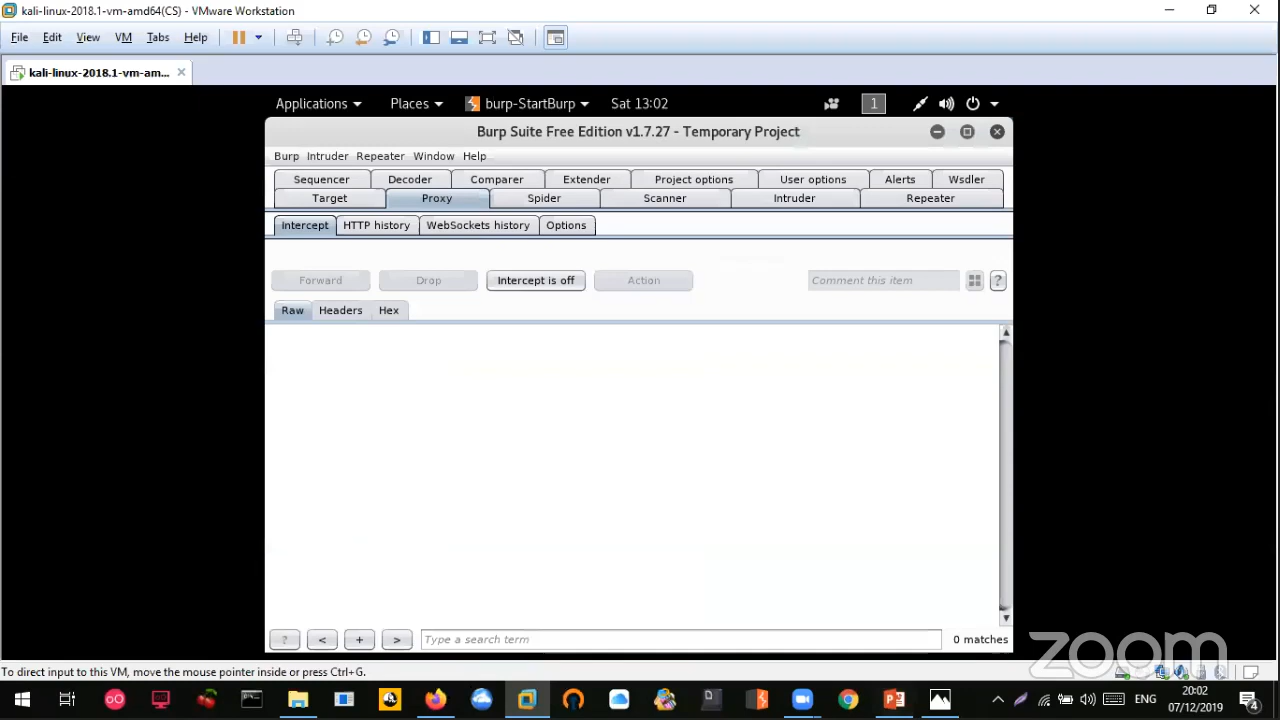 kali-linux-2018.1-vm-amd64(CS) - VMware Workstation
File Edit View VM Tabs Help
kali-linux-2018.1-vm-am...
Applications Places burp-StartBurp Sat 13:02 1
Burp Suite Free Edition v1.7.27 - Temporary Project
Burp Intruder Repeater Window Help
Sequencer Decoder Comparer Extender Project options User options Alerts Wsdler
Target Proxy Spider Scanner Intruder Repeater
Intercept HTTP history WebSockets history Options
Forward Drop Intercept is off Action Comment this item ?
Raw Headers Hex
? < + > Type a search term 0 matches
zoom
To direct input to this VM, move the mouse pointer inside or press Ctrl+G.
ENG 20:02
07/12/2019 4